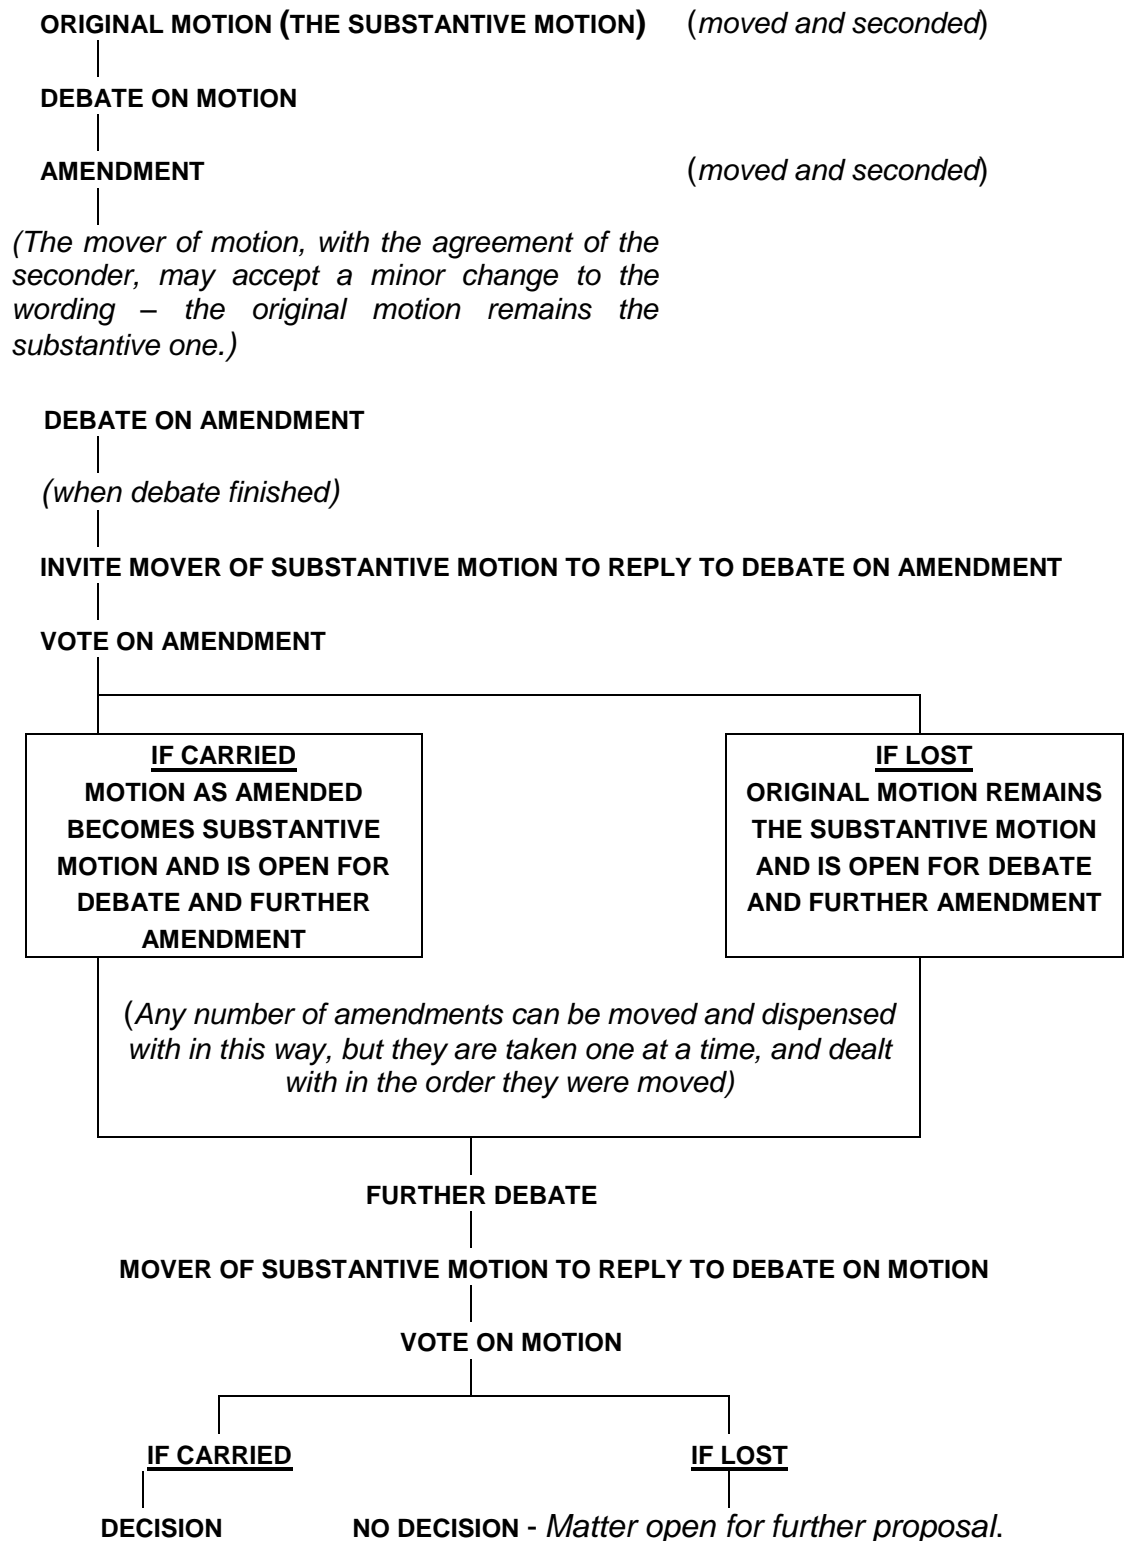 ORIGINAL MOTION (THE SUBSTANTIVE MOTION) (moved and seconded)
DEBATE ON MOTION
AMENDMENT (moved and seconded)
(The mover of motion, with the agreement of the
seconder, may accept a minor change to the
wording – the original motion remains the
substantive one.)
DEBATE ON AMENDMENT
(when debate finished)
INVITE MOVER OF SUBSTANTIVE MOTION TO REPLY TO DEBATE ON AMENDMENT
VOTE ON AMENDMENT
IF CARRIED
MOTION AS AMENDED
BECOMES SUBSTANTIVE
MOTION AND IS OPEN FOR
DEBATE AND FURTHER
AMENDMENT
IF LOST
ORIGINAL MOTION REMAINS
THE SUBSTANTIVE MOTION
AND IS OPEN FOR DEBATE
AND FURTHER AMENDMENT
(Any number of amendments can be moved and dispensed
with in this way, but they are taken one at a time, and dealt
with in the order they were moved)
FURTHER DEBATE
MOVER OF SUBSTANTIVE MOTION TO REPLY TO DEBATE ON MOTION
VOTE ON MOTION
IF CARRIED
IF LOST
DECISION
NO DECISION - Matter open for further proposal.